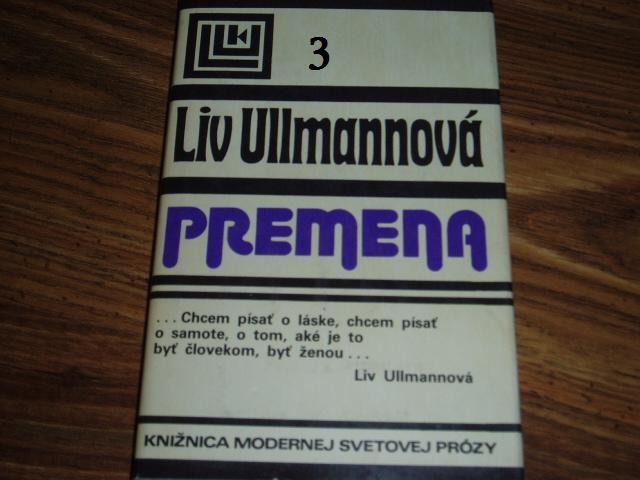 3
Liv Ullmannová
PREMENA
...Chcem písať o láske, chcem písať
o samote, o tom, aké je to
byť človekom, byť ženou...
Liv Ullmannová
KNIŽNICA MODERNEJ SVETOVEJ PRÓZY